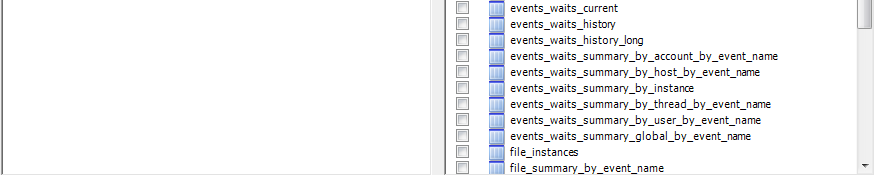 events_waits_current
events_waits_history
events_waits_history_long
events_waits_summary_by_account_by_event_name
events_waits_summary_by_host_by_event_name
events_waits_summary_by_instance
events_waits_summary_by_thread_by_event_name
events_waits_summary_by_user_by_event_name
events_waits_summary_global_by_event_name
file_instances
file_summary_by_event_name